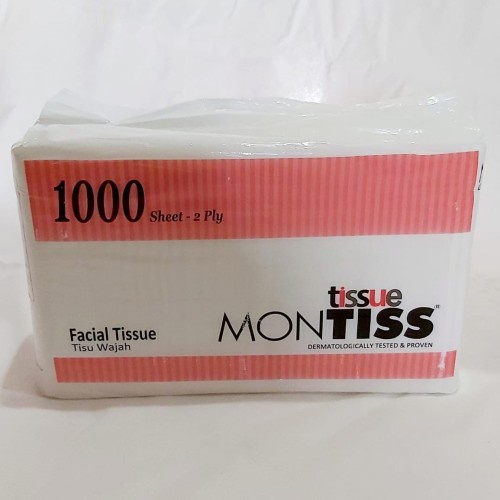 1000 Sheet - 2 Ply
tissue
MONTISS®
DERMATOLOGICALLY TESTED & PROVEN
Facial Tissue
Tisu Wajah